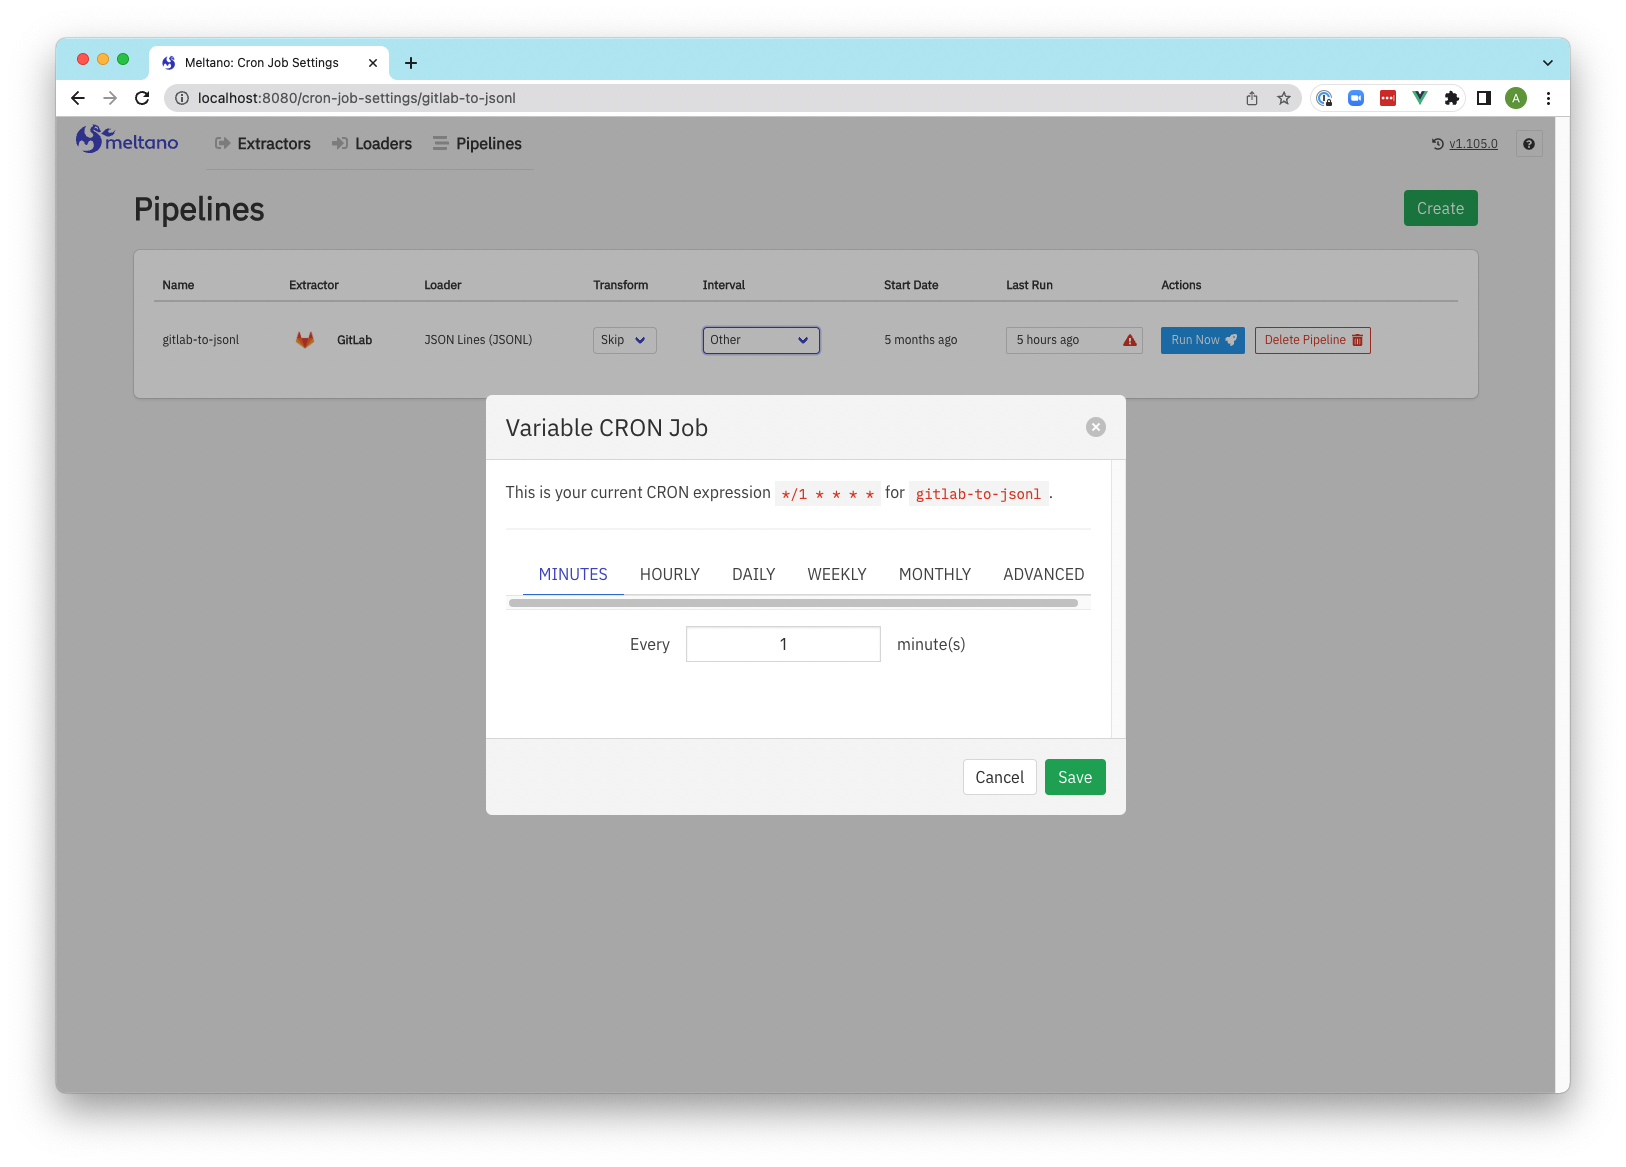 Meltano: Cron Job Settings
localhost:8080/cron-job-settings/gitlab-to-jsonl
A
meltano Extractors Loaders Pipelines v1.105.0 ?
Pipelines Create
Name Extractor Loader Transform Interval Start Date Last Run Actions
gitlab-to-jsonl GitLab JSON Lines (JSONL) Skip Other 5 months ago 5 hours ago Run Now Delete Pipeline
Variable CRON Job
This is your current CRON expression */1 * * * * for gitlab-to-jsonl .
MINUTES HOURLY DAILY WEEKLY MONTHLY ADVANCED
Every 1 minute(s)
Cancel Save